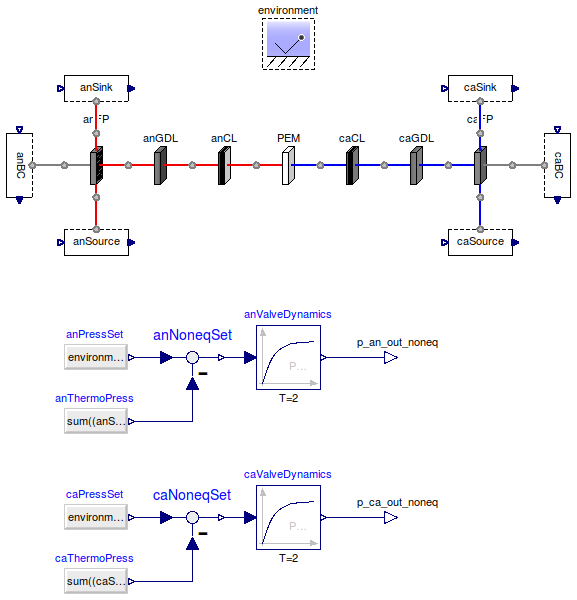 environment
anSink
caSink
anFP
caFP
anGDL
anCL
PEM
caCL
caGDL
anBC
caBC
anSource
caSource
anValveDynamics
anPressSet
anNoneqSet
p_an_out_noneq
environm...
P...
anThermoPress
T=2
sum((anS...
caValveDynamics
caPressSet
caNoneqSet
p_ca_out_noneq
environm...
P...
caThermoPress
T=2
sum((caS...